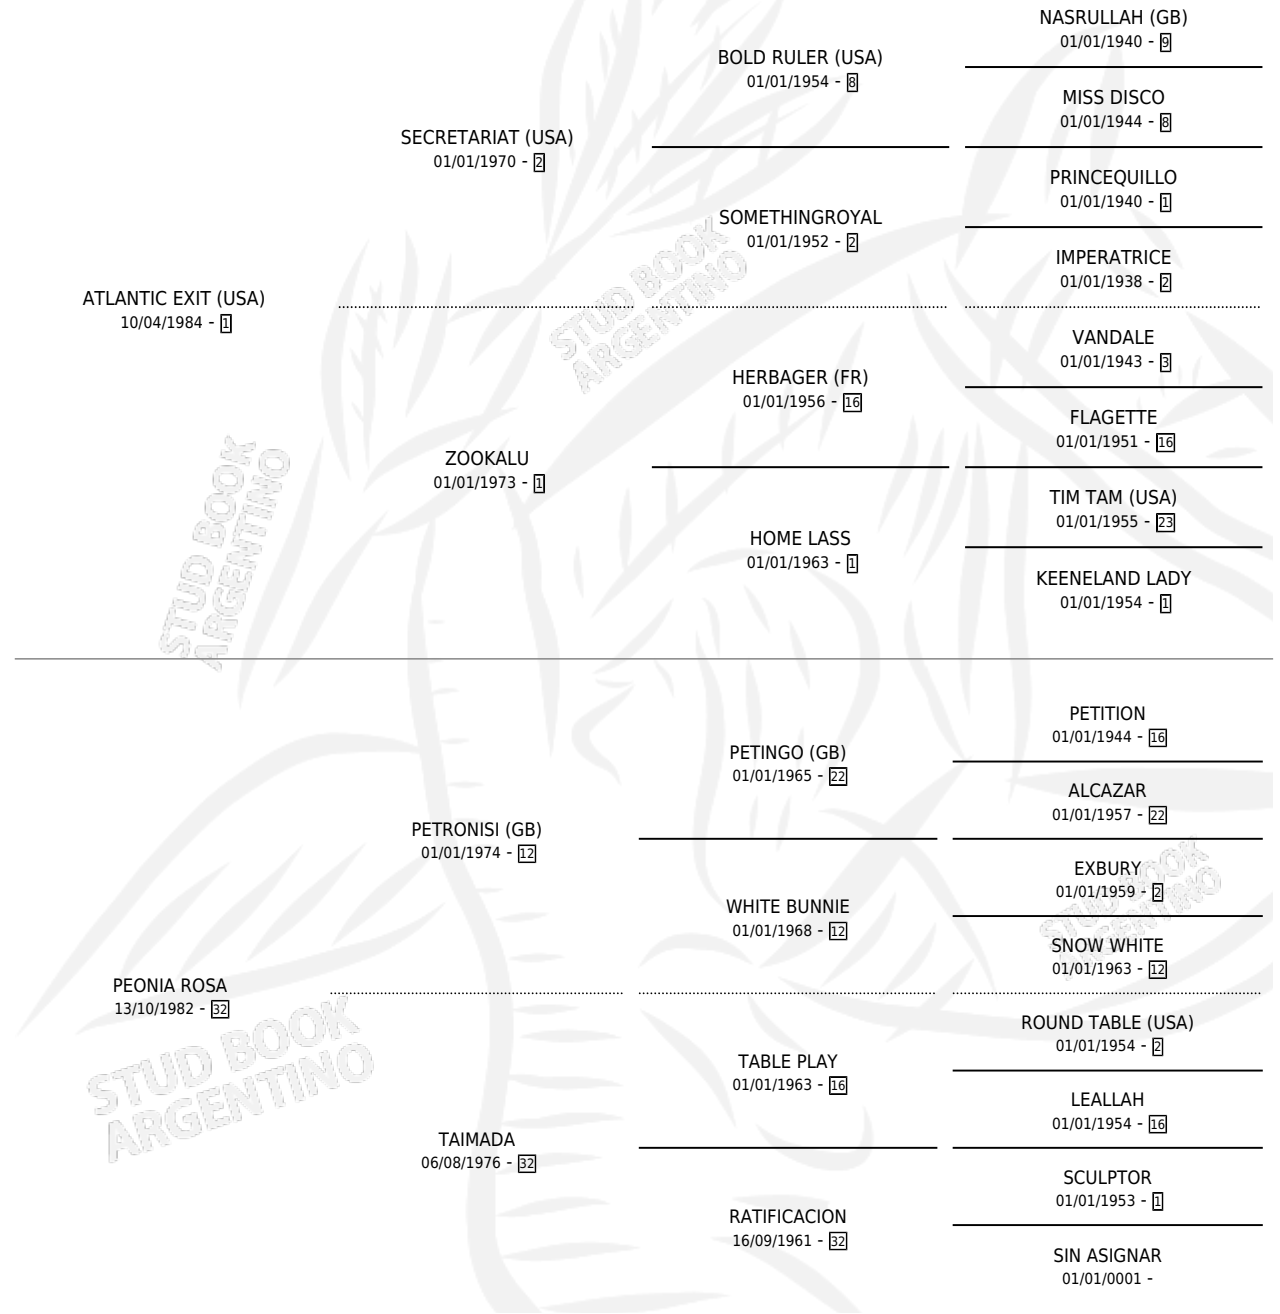 NASRULLAH (GB)
01/01/1940 - 9
BOLD RULER (USA)
01/01/1954 - 8
MISS DISCO
01/01/1944 - 8
SECRETARIAT (USA)
01/01/1970 - 2
PRINCEQUILLO
01/01/1940 - 1
SOMETHINGROYAL
01/01/1952 - 2
IMPERATRICE
01/01/1938 - 2
ATLANTIC EXIT (USA)
10/04/1984 - 1
VANDALE
01/01/1943 - 3
HERBAGER (FR)
01/01/1956 - 16
FLAGETTE
01/01/1951 - 16
ZOOKALU
01/01/1973 - 1
TIM TAM (USA)
01/01/1955 - 23
HOME LASS
01/01/1963 - 1
KEENELAND LADY
01/01/1954 - 1
PETITION
01/01/1944 - 16
PETINGO (GB)
01/01/1965 - 22
ALCAZAR
01/01/1957 - 22
PETRONISI (GB)
01/01/1974 - 12
EXBURY
01/01/1959 - 2
WHITE BUNNIE
01/01/1968 - 12
SNOW WHITE
01/01/1963 - 12
PEONIA ROSA
13/10/1982 - 32
ROUND TABLE (USA)
01/01/1954 - 2
TABLE PLAY
01/01/1963 - 16
LEALLAH
01/01/1954 - 16
TAIMADA
06/08/1976 - 32
SCULPTOR
01/01/1953 - 1
RATIFICACION
16/09/1961 - 32
SIN ASIGNAR
01/01/0001 -
STUD BOOK
ARGENTINO
STUD BOOK
ARGENTINO
STUD BOOK
ARGENTINO
STUD BOOK
ARGENTINO